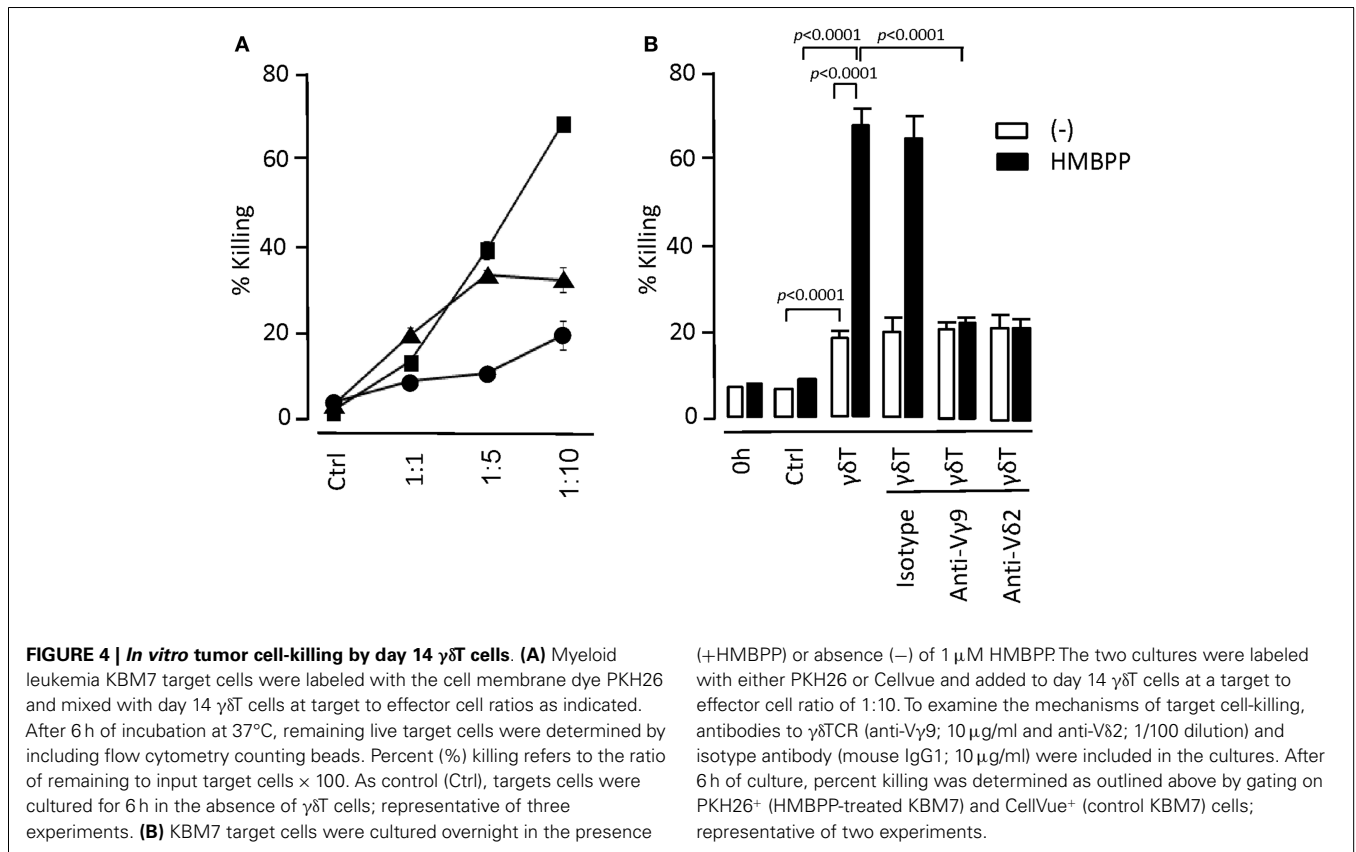 A
80
60
40
20
0
% Killing
Ctrl
1:1
1:5
1:10
B
p<0.0001
p<0.0001
p<0.0001
p<0.0001
80
60
40
20
0
% Killing
(-)
HMBPP
0h
Ctrl
γδT
γδT
γδT
γδT
Isotype
Anti-Vγ9
Anti-Vδ2
FIGURE 4 | In vitro tumor cell-killing by day 14 γδT cells. (A) Myeloid
leukemia KBM7 target cells were labeled with the cell membrane dye PKH26
and mixed with day 14 γδT cells at target to effector cell ratios as indicated.
After 6 h of incubation at 37°C, remaining live target cells were determined by
including flow cytometry counting beads. Percent (%) killing refers to the ratio
of remaining to input target cells × 100. As control (Ctrl), targets cells were
cultured for 6 h in the absence of γδT cells; representative of three
experiments. (B) KBM7 target cells were cultured overnight in the presence
(+HMBPP) or absence (−) of 1 μM HMBPP. The two cultures were labeled
with either PKH26 or Cellvue and added to day 14 γδT cells at a target to
effector cell ratio of 1:10. To examine the mechanisms of target cell-killing,
antibodies to γδTCR (anti-Vγ9; 10 μg/ml and anti-Vδ2; 1/100 dilution) and
isotype antibody (mouse IgG1; 10 μg/ml) were included in the cultures. After
6 h of culture, percent killing was determined as outlined above by gating on
PKH26⁺ (HMBPP-treated KBM7) and CellVue⁺ (control KBM7) cells;
representative of two experiments.